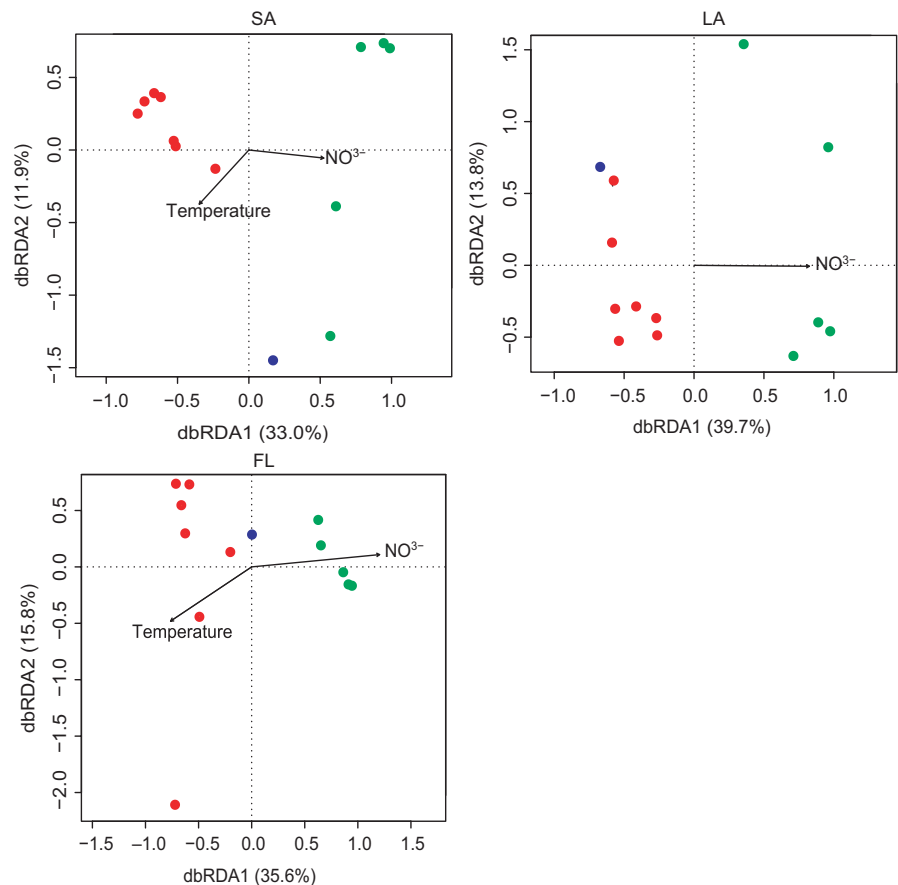 SA
0.5
0.0
−0.5
−1.0
−1.5
dbRDA2 (11.9%)
NO³⁻
Temperature
−1.0
−0.5
0.0
0.5
1.0
dbRDA1 (33.0%)
LA
1.5
1.0
0.5
0.0
−0.5
dbRDA2 (13.8%)
NO³⁻
−1.0
−0.5
0.0
0.5
1.0
dbRDA1 (39.7%)
FL
0.5
0.0
−0.5
−1.0
−1.5
−2.0
dbRDA2 (15.8%)
NO³⁻
Temperature
−1.5
−1.0
−0.5
0.0
0.5
1.0
1.5
dbRDA1 (35.6%)